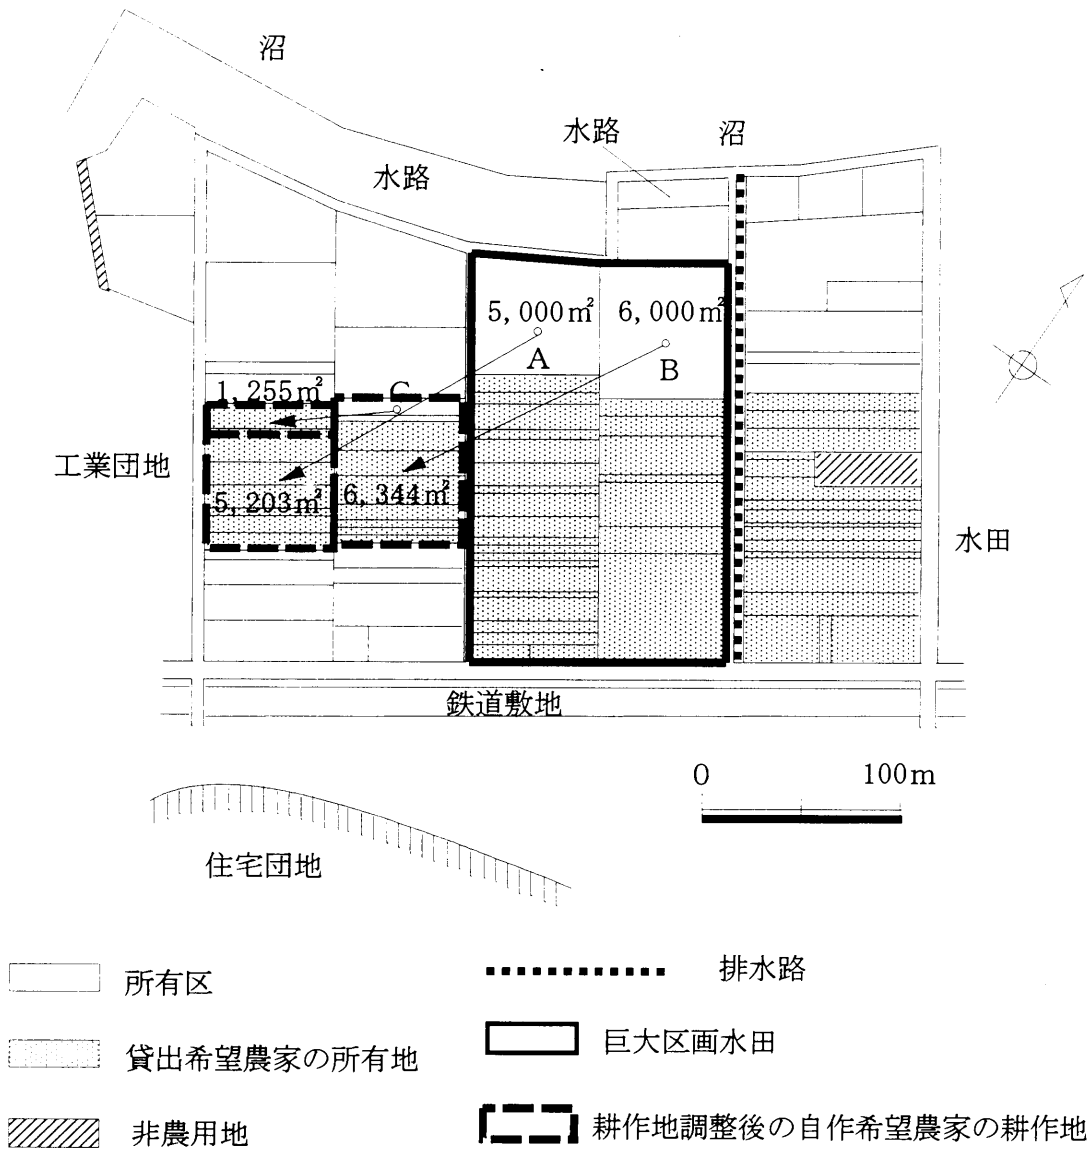 沼
水路
沼
水路
5,000㎡
6,000㎡
A
B
1,255㎡
C
工業団地
5,203㎡
6,344㎡
水田
鉄道敷地
0
100m
住宅団地
所有区
排水路
貸出希望農家の所有地
巨大区画水田
非農用地
耕作地調整後の自作希望農家の耕作地